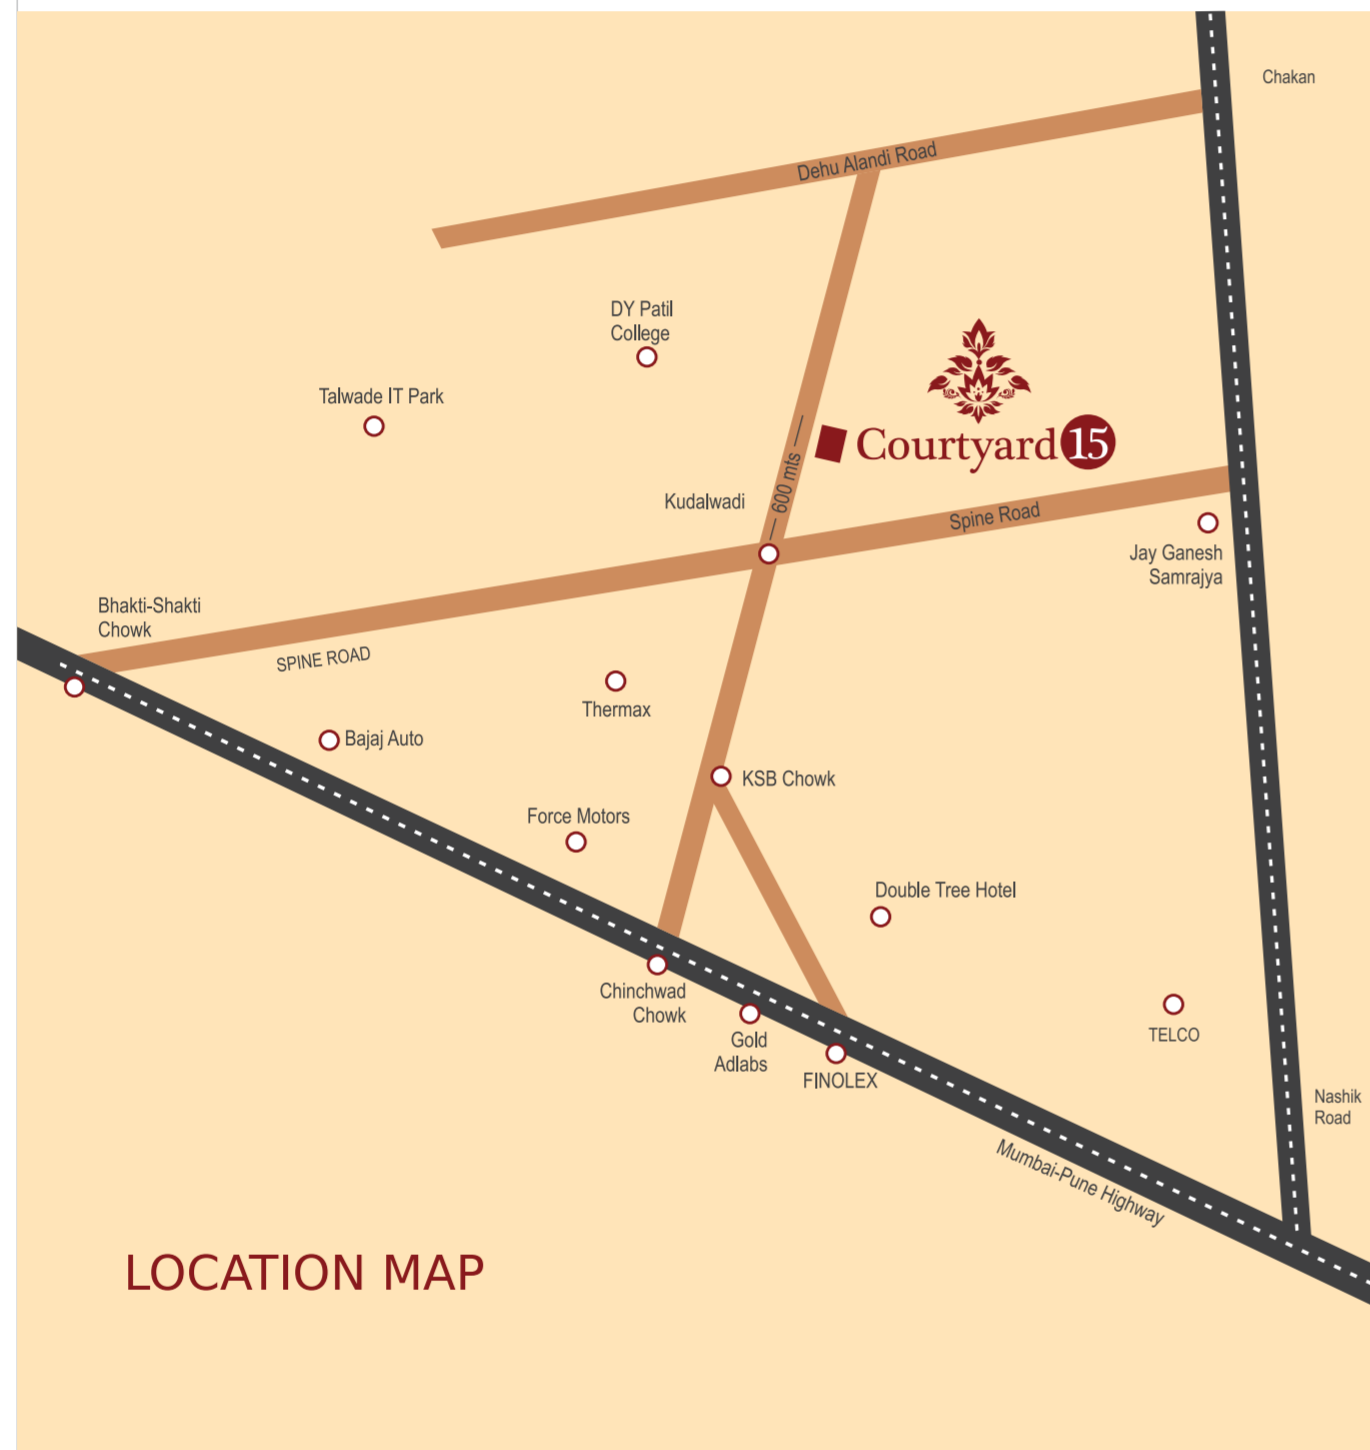 Chakan
Dehu Alandi Road
DY Patil
College
Talwade IT Park
Courtyard 15
600 mts
Kudalwadi
Spine Road
Jay Ganesh
Samrajya
Bhakti-Shakti
Chowk
SPINE ROAD
Thermax
Bajaj Auto
KSB Chowk
Force Motors
Double Tree Hotel
Chinchwad
Chowk
Gold
Adlabs
FINOLEX
TELCO
Nashik
Road
Mumbai-Pune Highway
LOCATION MAP